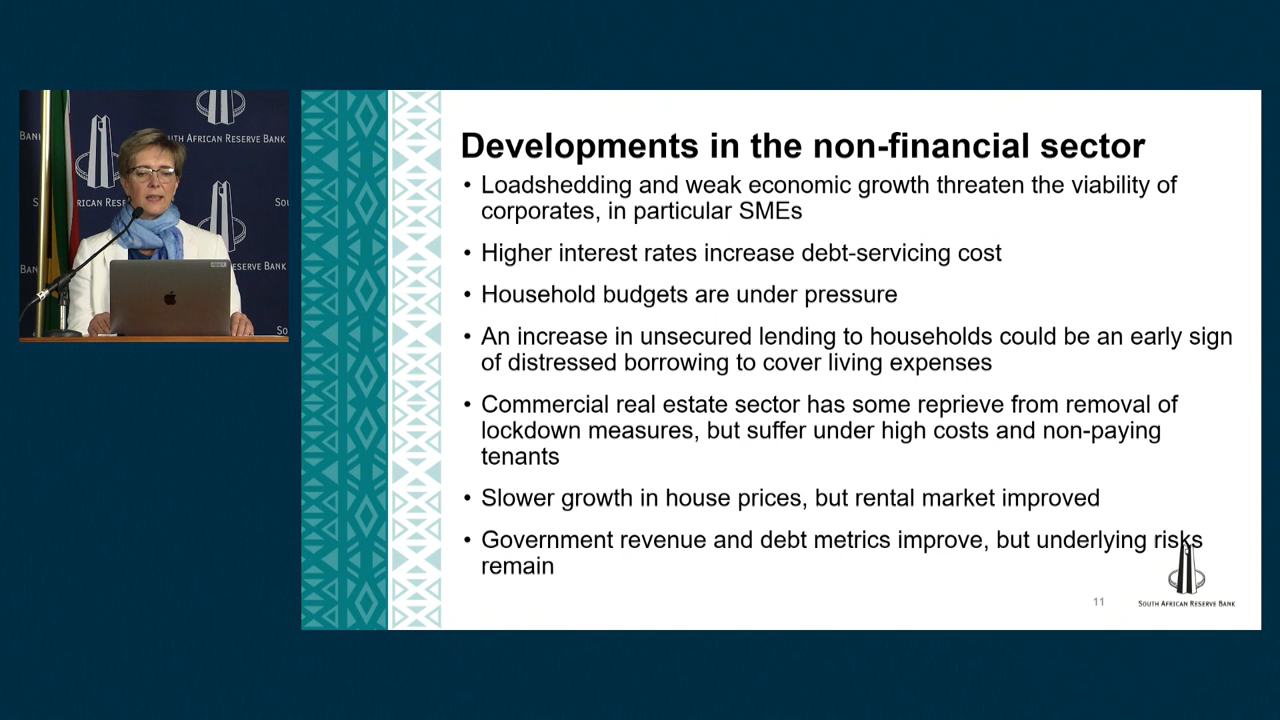 BANK
SOUTH AFRICAN RESERVE BANK
Developments in the non-financial sector
• Loadshedding and weak economic growth threaten the viability of
corporates, in particular SMEs
• Higher interest rates increase debt-servicing cost
• Household budgets are under pressure
• An increase in unsecured lending to households could be an early sign
of distressed borrowing to cover living expenses
• Commercial real estate sector has some reprieve from removal of
lockdown measures, but suffer under high costs and non-paying
tenants
• Slower growth in house prices, but rental market improved
• Government revenue and debt metrics improve, but underlying risks
remain
11
SOUTH AFRICAN RESERVE BANK